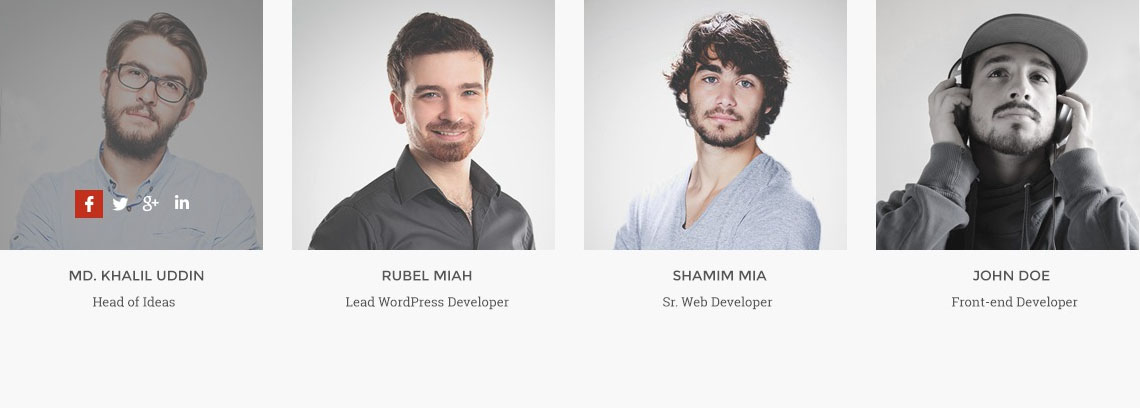 MD. KHALIL UDDIN
Head of Ideas
RUBEL MIAH
Lead WordPress Developer
SHAMIM MIA
Sr. Web Developer
JOHN DOE
Front-end Developer